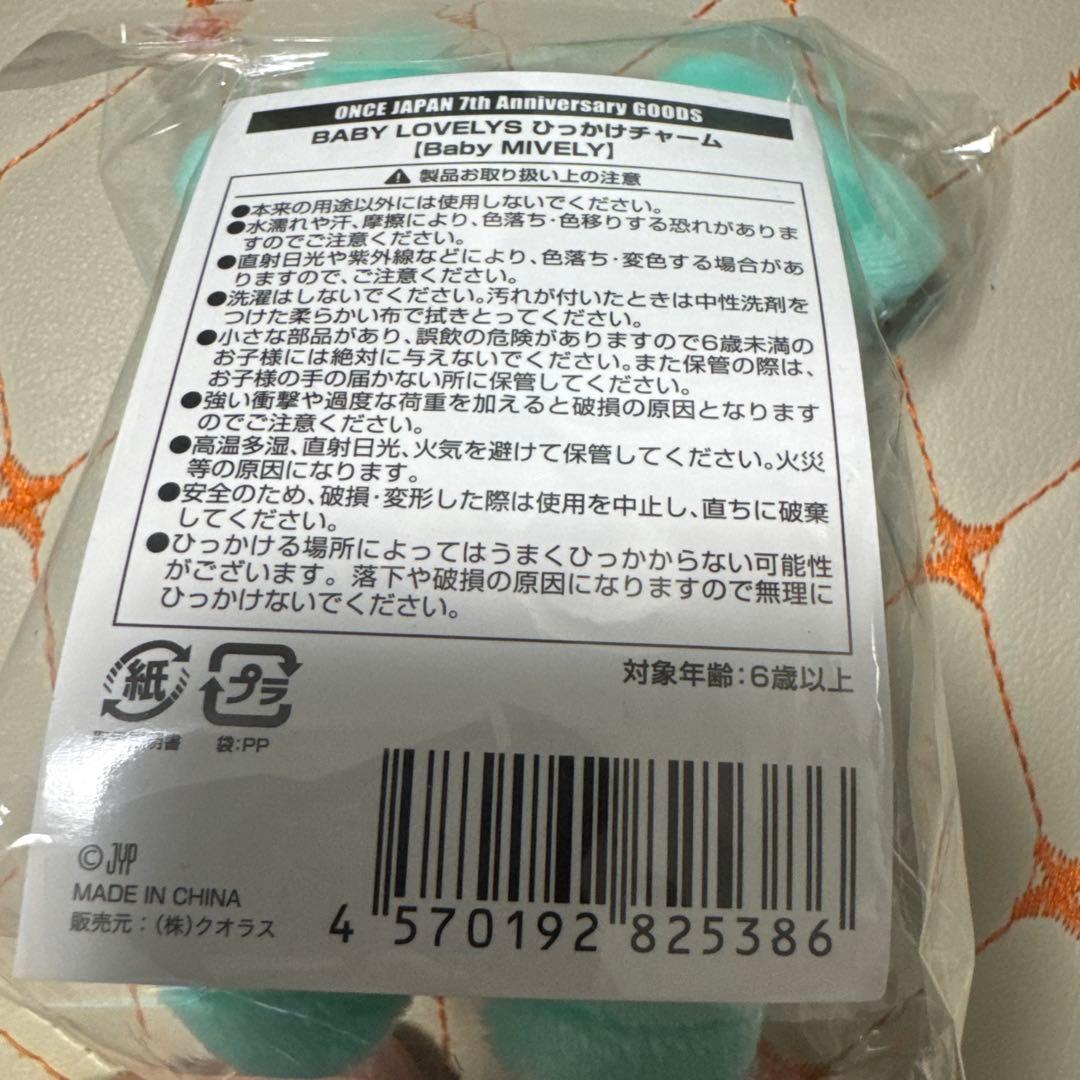 ONCE JAPAN 7th Anniversary GOODS
BABY LOVELYS ひっかけチャーム
【Baby MIVELY】
製品お取り扱い上の注意
●本来の用途以外には使用しないでください。
●水濡れや汗、摩擦により、色落ち・色移りする恐れがありま
すのでご注意ください。
●直射日光や紫外線などにより、色落ち・変色する場合があ
りますので、ご注意ください。
●洗濯はしないでください。汚れが付いたときは中性洗剤を
つけた柔らかい布で拭きとってください。
●小さな部品があり、誤飲の危険がありますので6歳未満の
お子様には絶対に与えないでください。また保管の際は、
お子様の手の届かない所に保管してください。
●強い衝撃や過度な荷重を加えると破損の原因となります
のでご注意ください。
●高温多湿、直射日光、火気を避けて保管してください。火災
等の原因になります。
●安全のため、破損・変形した際は使用を中止し、直ちに破棄
してください。
●ひっかける場所によってはうまくひっかからない可能性
がございます。落下や破損の原因になりますので無理に
ひっかけないでください。
対象年齢：6歳以上
紙
プラ
明書
袋：PP
© JYP
MADE IN CHINA
販売元：（株）クオラス
4 570192 825386